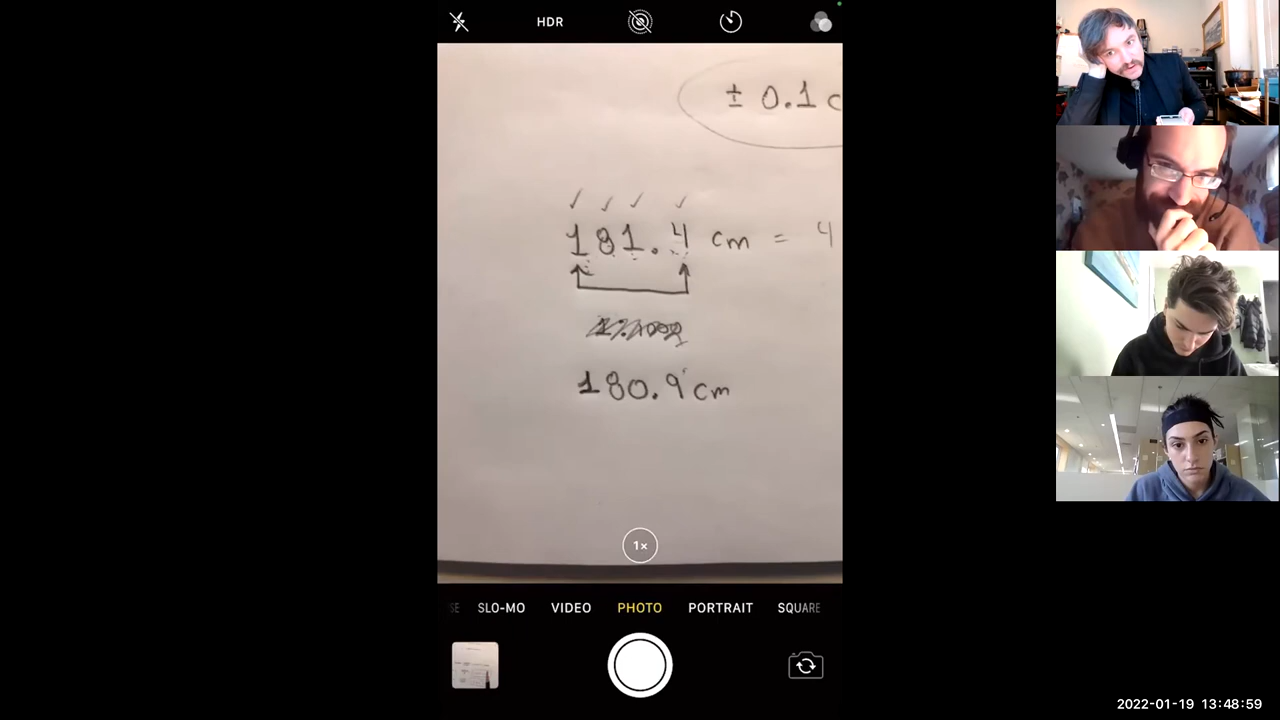 HDR
± 0.1 c
181.4 cm = 4
180.9 cm
1×
SLO-MO VIDEO PHOTO PORTRAIT SQUARE
2022-01-19 13:48:59